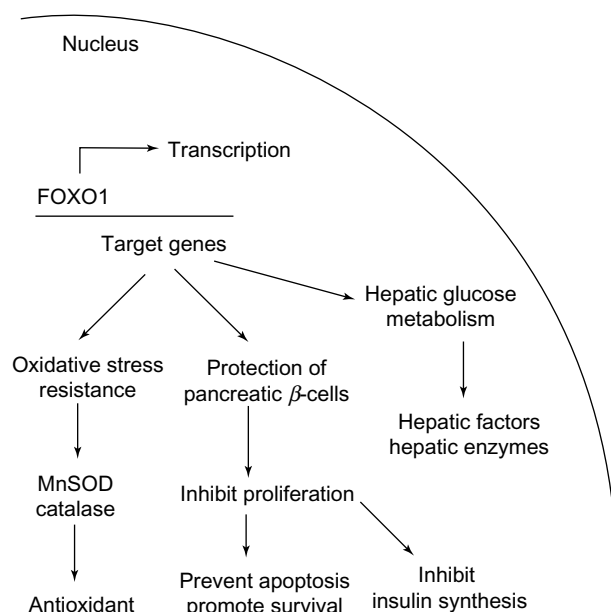 Nucleus
Transcription
FOXO1
Target genes
Hepatic glucose
metabolism
Oxidative stress
resistance
Protection of
pancreatic β-cells
Hepatic factors
hepatic enzymes
MnSOD
catalase
Inhibit proliferation
Antioxidant
Prevent apoptosis
promote survival
Inhibit
insulin synthesis